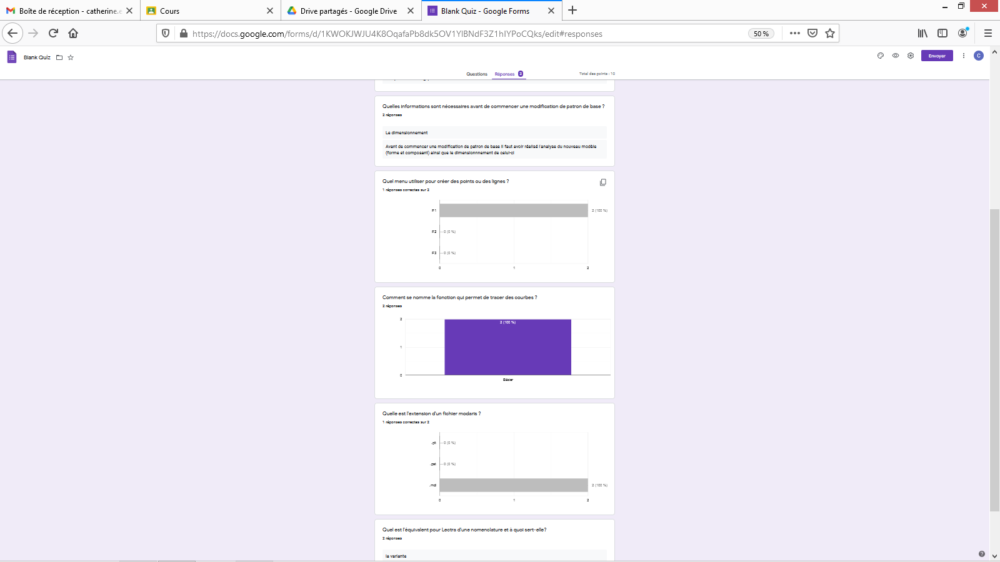 Boîte de réception - catherine.e
Cours
Drive partagés - Google Drive
Blank Quiz - Google Forms
https://docs.google.com/forms/d/1KWOKJWJU4K8OqafaPb8dk5OV1YlBNdF3Z1hIYPoCQks/edit#responses
50 %
Blank Quiz
Envoyer
C
Questions
Réponses 2
Total des points : 10
Quelles informations sont nécessaires avant de commencer une modification de patron de base ?
2 réponses
Le dimensionnement
Avant de commencer une modification de patron de base il faut avoir réalisé l'analyse du nouveau modèle
(forme et composant) ainsi que le dimensionnnement de celui-ci
Quel menu utiliser pour créer des points ou des lignes ?
1 réponses correctes sur 2
F1
2 (100 %)
F2
0 (0 %)
F3
0 (0 %)
0 1 2
Comment se nomme la fonction qui permet de tracer des courbes ?
2 réponses
2
2 (100 %)
1
0
Bézier
Quelle est l'extension d'un fichier modaris ?
1 réponses correctes sur 2
0 (0 %)
0 (0 %)
.mdl
2 (100 %)
0 1 2
Quel est l'équivalent pour Lectra d'une nomenclature et à quoi sert-elle?
2 réponses
la variante